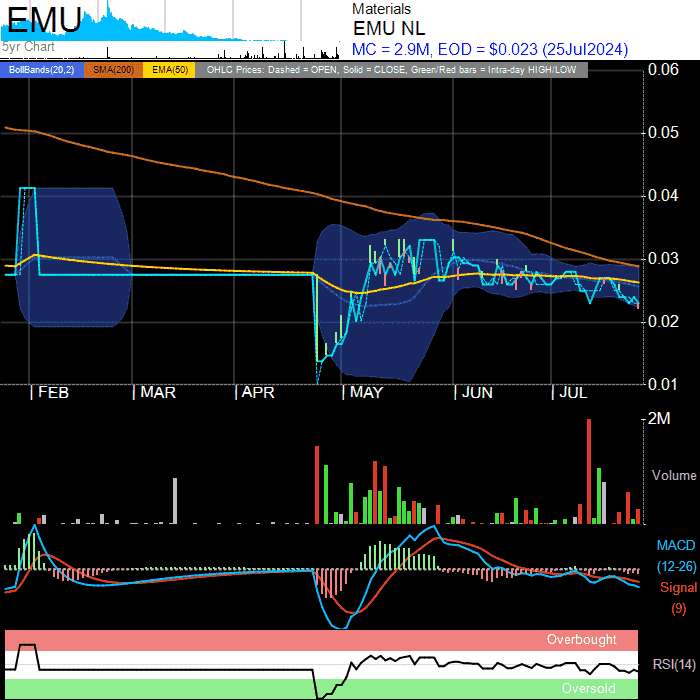 EMU
5yr Chart
Materials
EMU NL
MC = 2.9M, EOD = $0.023 (25Jul2024)
BollBands(20,2) SMA(200) EMA(50) OHLC Prices: Dashed = OPEN, Solid = CLOSE, Green/Red bars = Intra-day HIGH/LOW
0.06
0.05
0.04
0.03
0.02
0.01
FEB MAR APR MAY JUN JUL
2M
Volume
MACD
(12-26)
Signal
(9)
Overbought
RSI(14)
Oversold